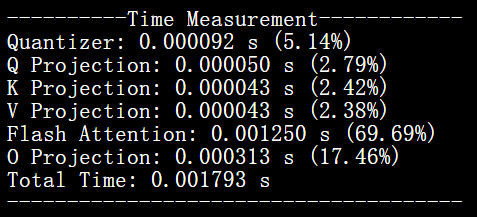 ----------Time Measurement------------
Quantizer: 0.000092 s (5.14%)
Q Projection: 0.000050 s (2.79%)
K Projection: 0.000043 s (2.42%)
V Projection: 0.000043 s (2.38%)
Flash Attention: 0.001250 s (69.69%)
O Projection: 0.000313 s (17.46%)
Total Time: 0.001793 s
--------------------------------------